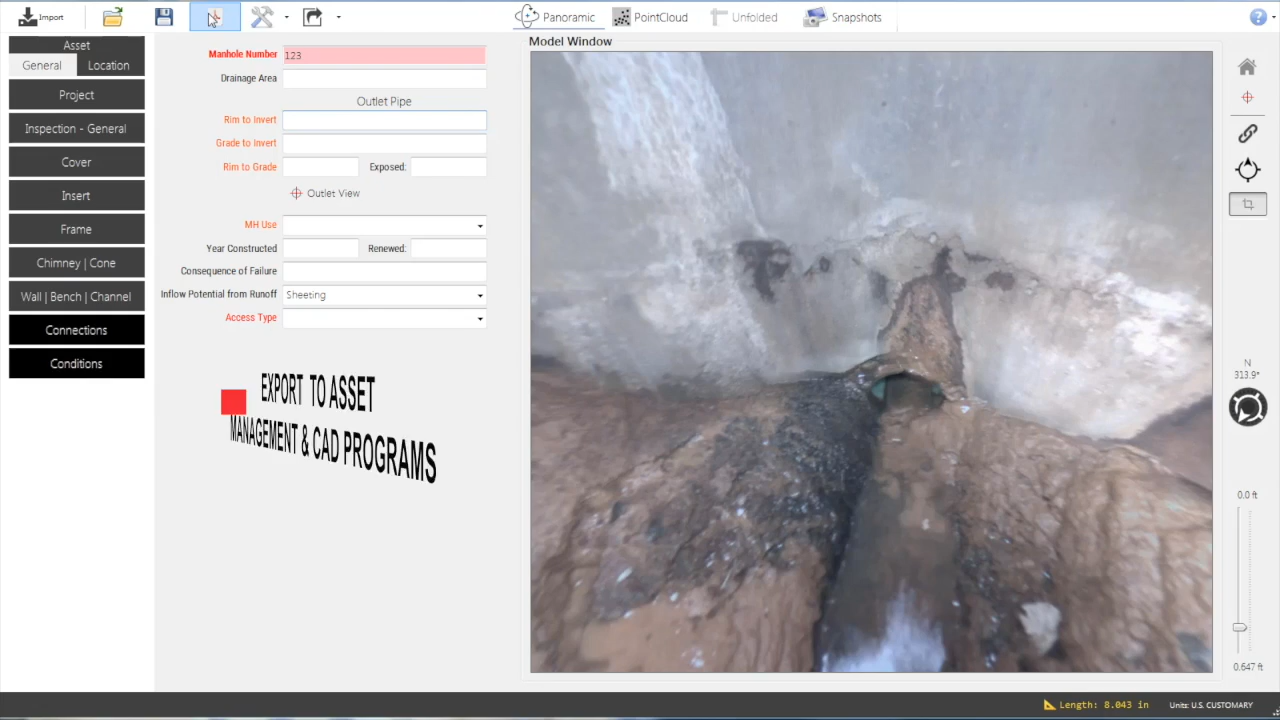 Import
Panoramic
PointCloud
Unfolded
Snapshots
?
Asset
General
Location
Project
Inspection - General
Cover
Insert
Frame
Chimney | Cone
Wall | Bench | Channel
Connections
Conditions
Manhole Number 123
Drainage Area
Outlet Pipe
Rim to Invert
Grade to Invert
Rim to Grade Exposed:
Outlet View
MH Use
Year Constructed Renewed:
Consequence of Failure
Inflow Potential from Runoff Sheeting
Access Type
EXPORT TO ASSET
MANAGEMENT & CAD PROGRAMS
Model Window
N
313.9°
0.0 ft
0.647 ft
Length: 8.043 in
Units: U.S. CUSTOMARY